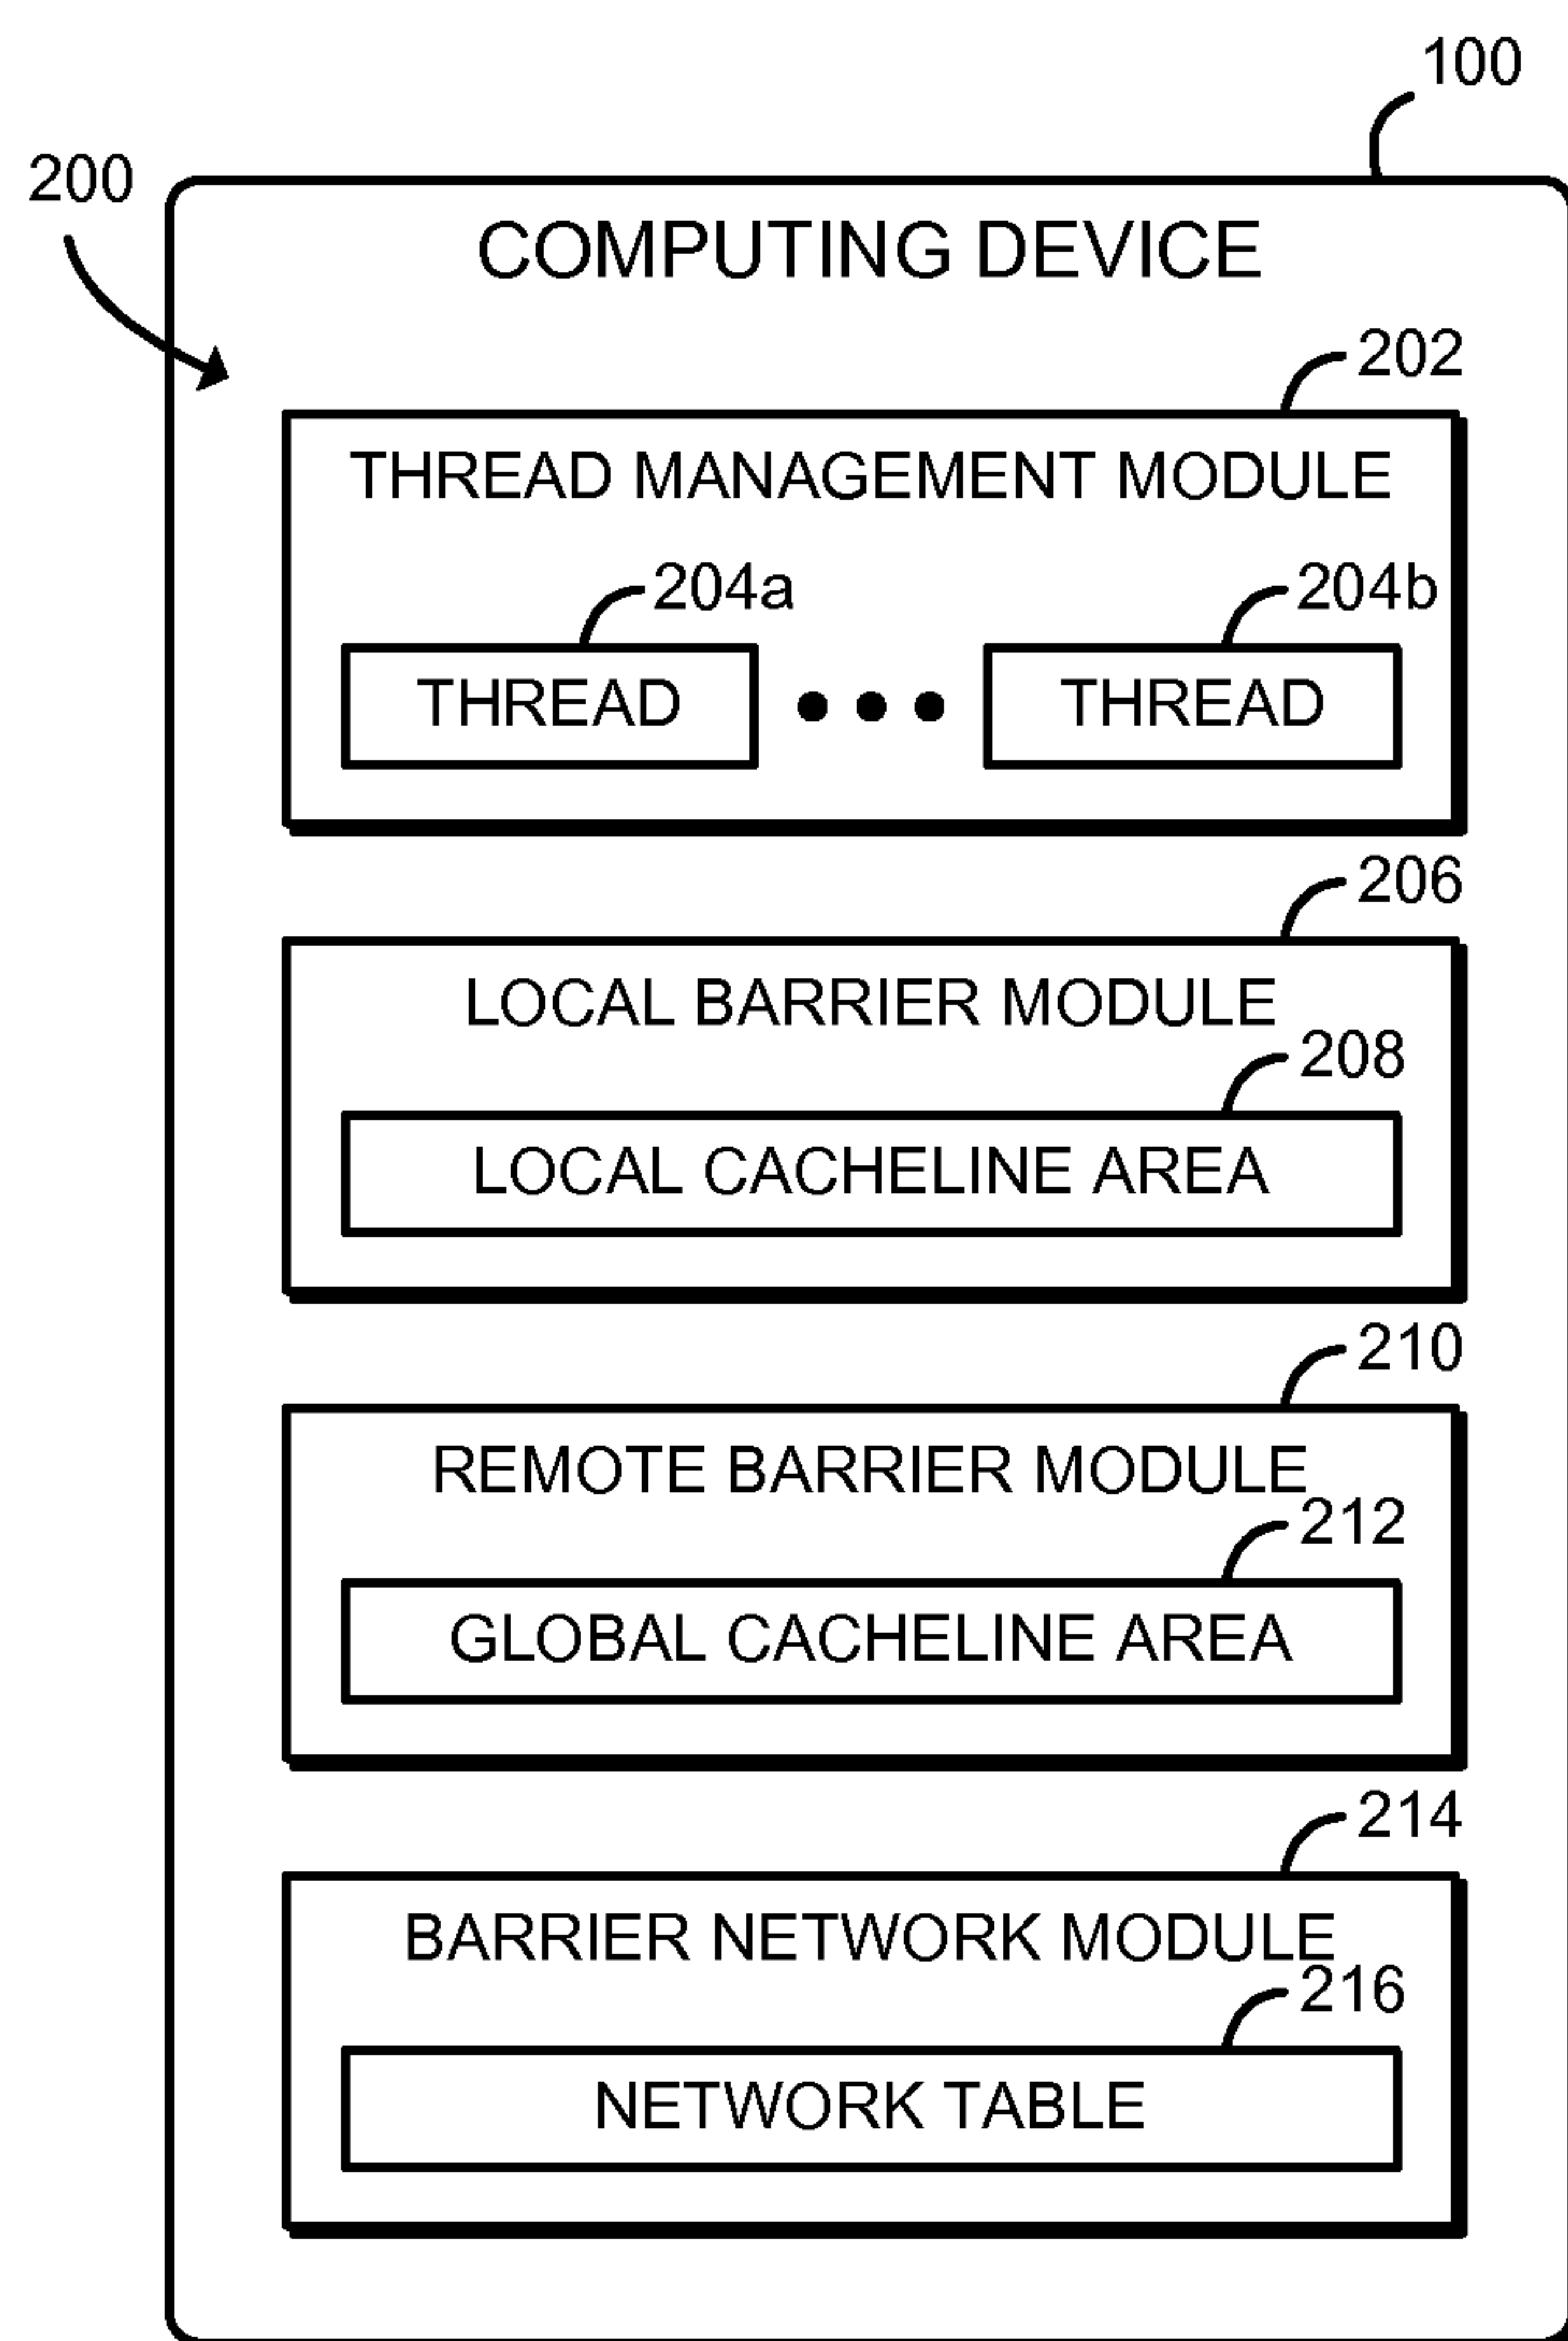 100
200
COMPUTING DEVICE
202
THREAD MANAGEMENT MODULE
204a
204b
THREAD
THREAD
206
LOCAL BARRIER MODULE
208
LOCAL CACHELINE AREA
210
REMOTE BARRIER MODULE
212
GLOBAL CACHELINE AREA
214
BARRIER NETWORK MODULE
216
NETWORK TABLE